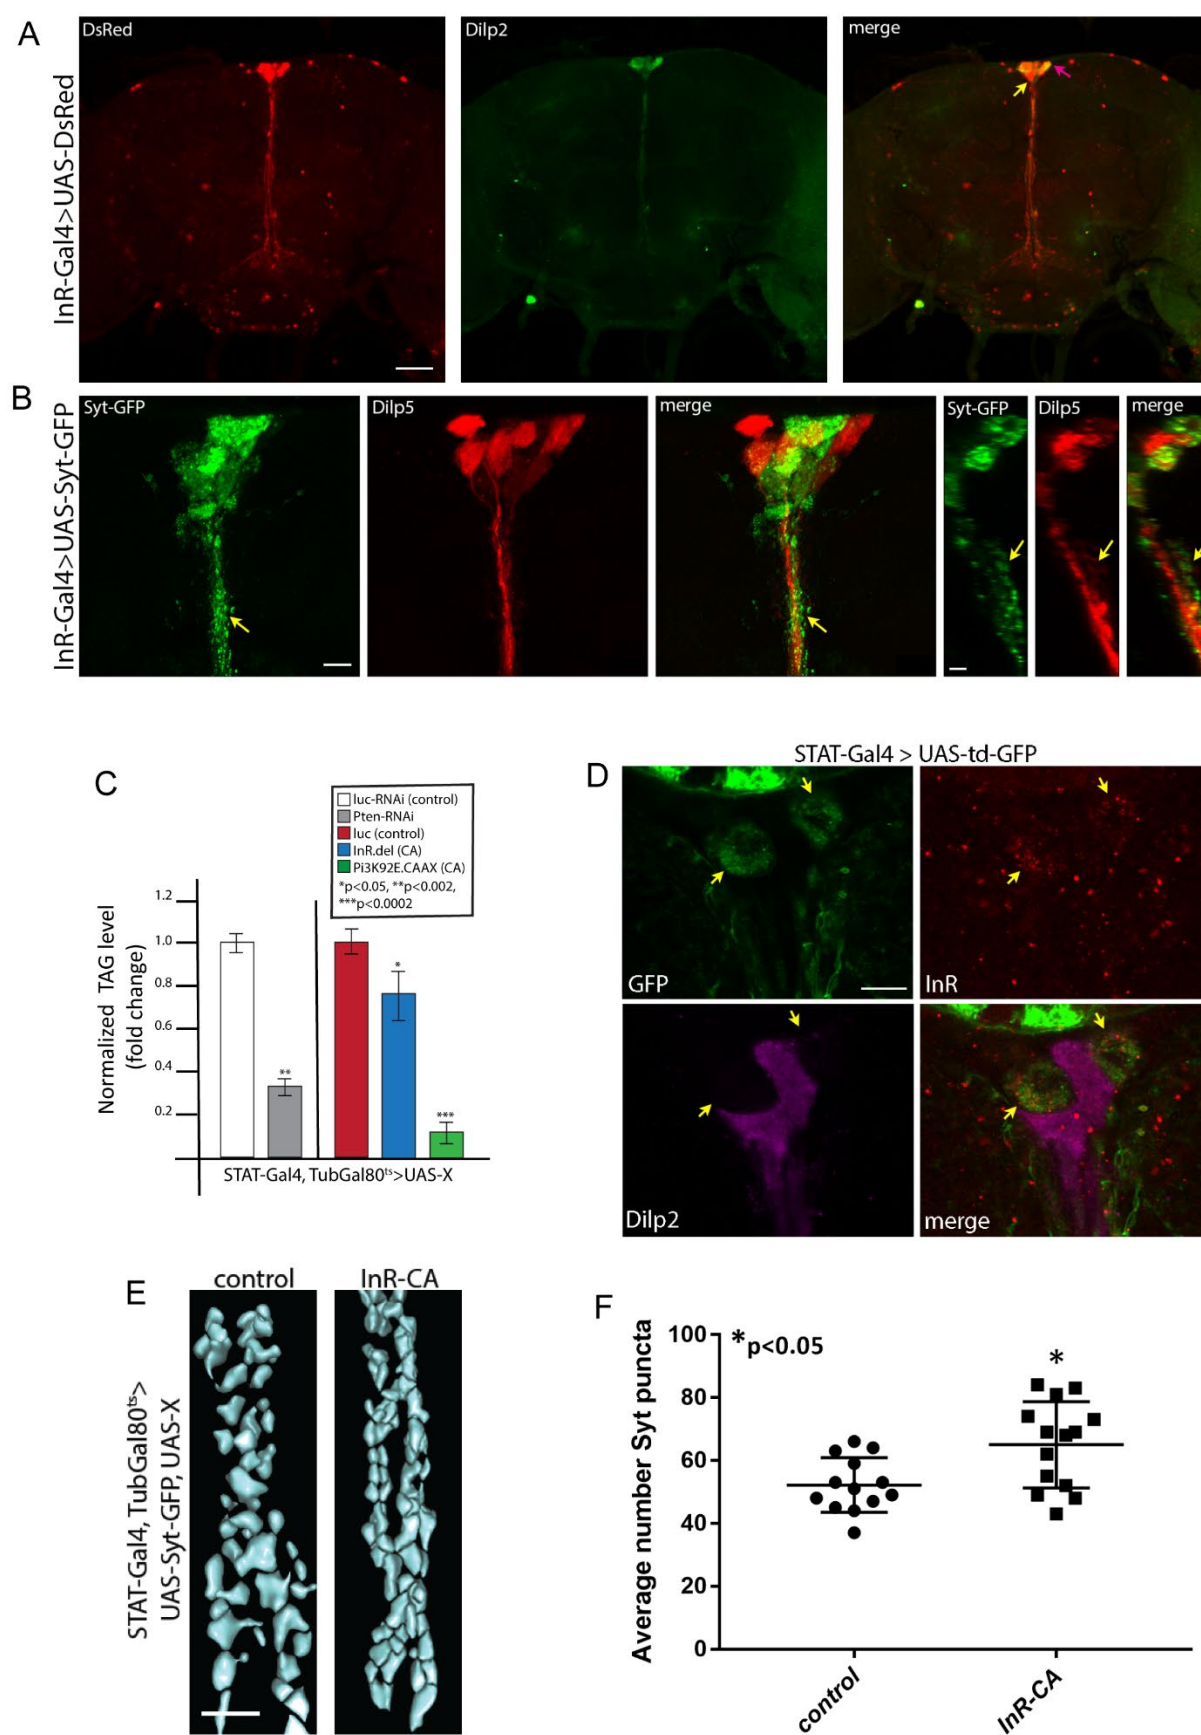 A
InR-Gal4>UAS-DsRed
DsRed
Dilp2
merge
B
InR-Gal4>UAS-Syt-GFP
Syt-GFP
Dilp5
merge
Syt-GFP
Dilp5
merge
C
luc-RNAi (control)
Pten-RNAi
luc (control)
InR.del (CA)
Pi3K92E.CAAX (CA)
*p<0.05, **p<0.002,
***p<0.0002
Normalized TAG level
(fold change)
1.2
1.0
0.8
0.6
0.4
0.2
**
*
***
STAT-Gal4, TubGal80ts>UAS-X
D
STAT-Gal4 > UAS-td-GFP
GFP
InR
Dilp2
merge
E
control
InR-CA
STAT-Gal4, TubGal80ts>
UAS-Syt-GFP, UAS-X
F
Average number Syt puncta
100
80
60
40
20
0
*p<0.05
*
control
InR-CA